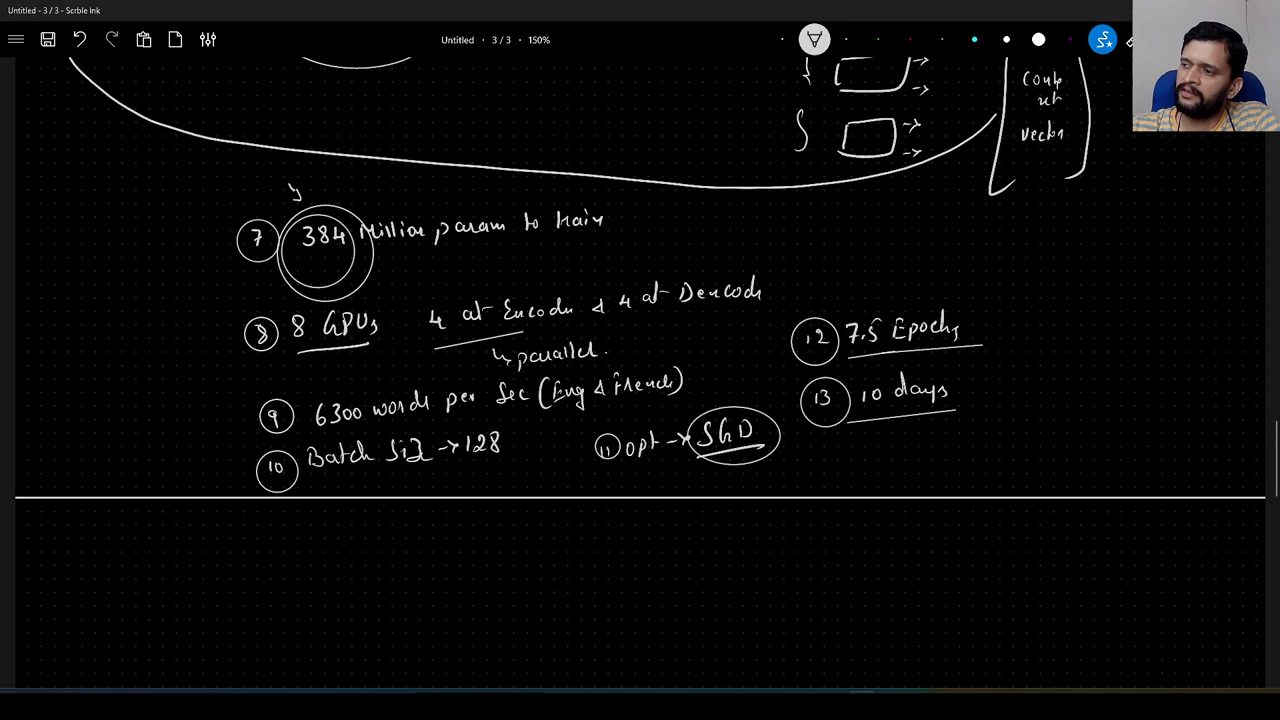 Untitled - 3 / 3 - Scrble Ink
Untitled • 3 / 3 • 150%
vector
7 384 Million param to train
8 8 GPUs 4 at Encoder & 4 at Dencode
↳ parallel.
9 6300 words per Sec (Eng & French)
10 Batch Size → 128
11 opt → SGD
12 7.5 Epochs
13 10 days